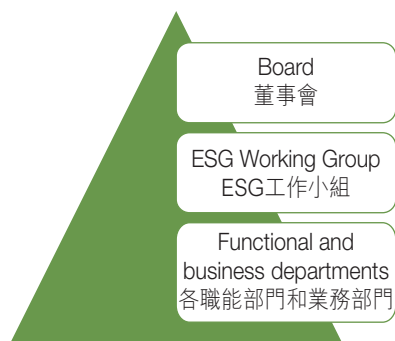 Board
董事會
ESG Working Group
ESG工作小組
Functional and
business departments
各職能部門和業務部門